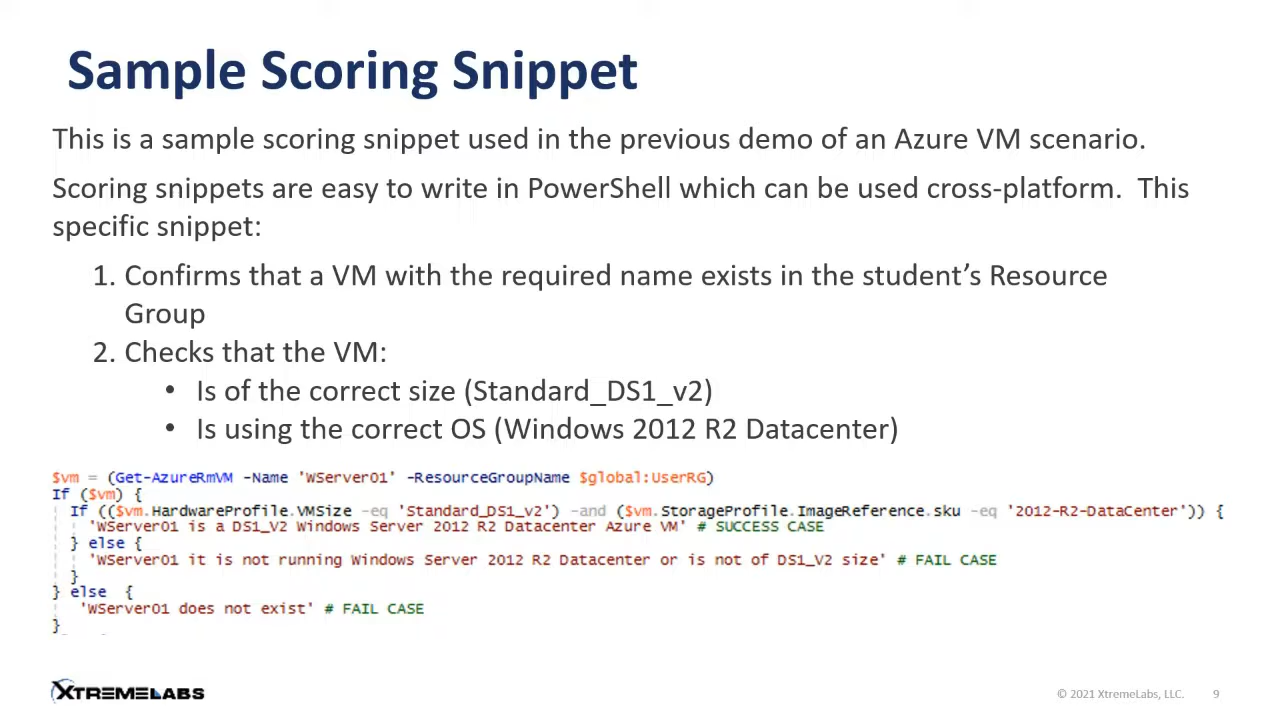 Sample Scoring Snippet
This is a sample scoring snippet used in the previous demo of an Azure VM scenario.
Scoring snippets are easy to write in PowerShell which can be used cross-platform.  This
specific snippet:
1. Confirms that a VM with the required name exists in the student’s Resource
Group
2. Checks that the VM:
• Is of the correct size (Standard_DS1_v2)
• Is using the correct OS (Windows 2012 R2 Datacenter)
$vm = (Get-AzureRmVM -Name 'WServer01' -ResourceGroupName $global:UserRG)
If ($vm) {
If (($vm.HardwareProfile.VMSize -eq 'Standard_DS1_v2') -and ($vm.StorageProfile.ImageReference.sku -eq '2012-R2-DataCenter')) {
'WServer01 is a DS1_V2 Windows Server 2012 R2 Datacenter Azure VM' # SUCCESS CASE
} else {
'WServer01 it is not running Windows Server 2012 R2 Datacenter or is not of DS1_V2 size' # FAIL CASE
}
} else {
'WServer01 does not exist' # FAIL CASE
}
XTREMELABS
© 2021 XtremeLabs, LLC. 9